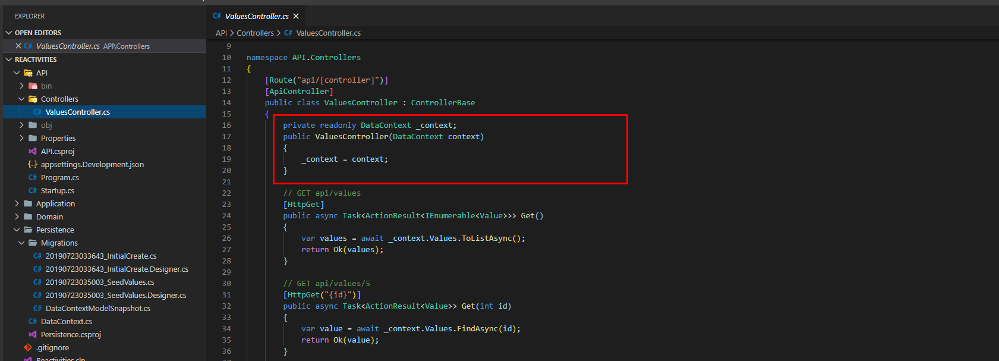 EXPLORER
OPEN EDITORS
ValuesController.cs API\Controllers
REACTIVITIES
API
bin
Controllers
C# ValuesController.cs
obj
Properties
API.csproj
{..} appsettings.Development.json
C# Program.cs
C# Startup.cs
Application
Domain
Persistence
Migrations
C# 20190723033643_InitialCreate.cs
C# 20190723033643_InitialCreate.Designer.cs
C# 20190723035003_SeedValues.cs
C# 20190723035003_SeedValues.Designer.cs
C# DataContextModelSnapshot.cs
C# DataContext.cs
Persistence.csproj
.gitignore
Reactivities.sln
C# ValuesController.cs
API > Controllers > C# ValuesController.cs
9
10 namespace API.Controllers
11 {
12 [Route("api/[controller]")]
13 [ApiController]
14 public class ValuesController : ControllerBase
15 {
16 private readonly DataContext _context;
17 public ValuesController(DataContext context)
18 {
19 _context = context;
20 }
21
22 // GET api/values
23 [HttpGet]
24 public async Task<ActionResult<IEnumerable<Value>>> Get()
25 {
26 var values = await _context.Values.ToListAsync();
27 return Ok(values);
28 }
29
30 // GET api/values/5
31 [HttpGet("{id}")]
32 public async Task<ActionResult<Value>> Get(int id)
33 {
34 var value = await _context.Values.FindAsync(id);
35 return Ok(value);
36 }
37